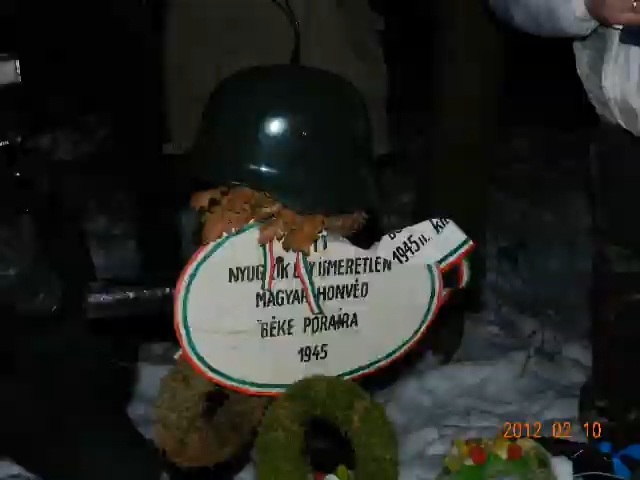 NYUGSZIK EGY ISMERETLEN
MAGYAR HONVÉD
BÉKE PORAIRA
1945
1945 II.
2012 02 10